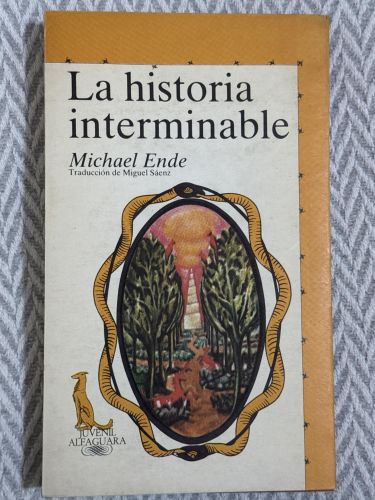 La historia
interminable
Michael Ende
Traducción de Miguel Sáenz
JUVENIL
ALFAGUARA